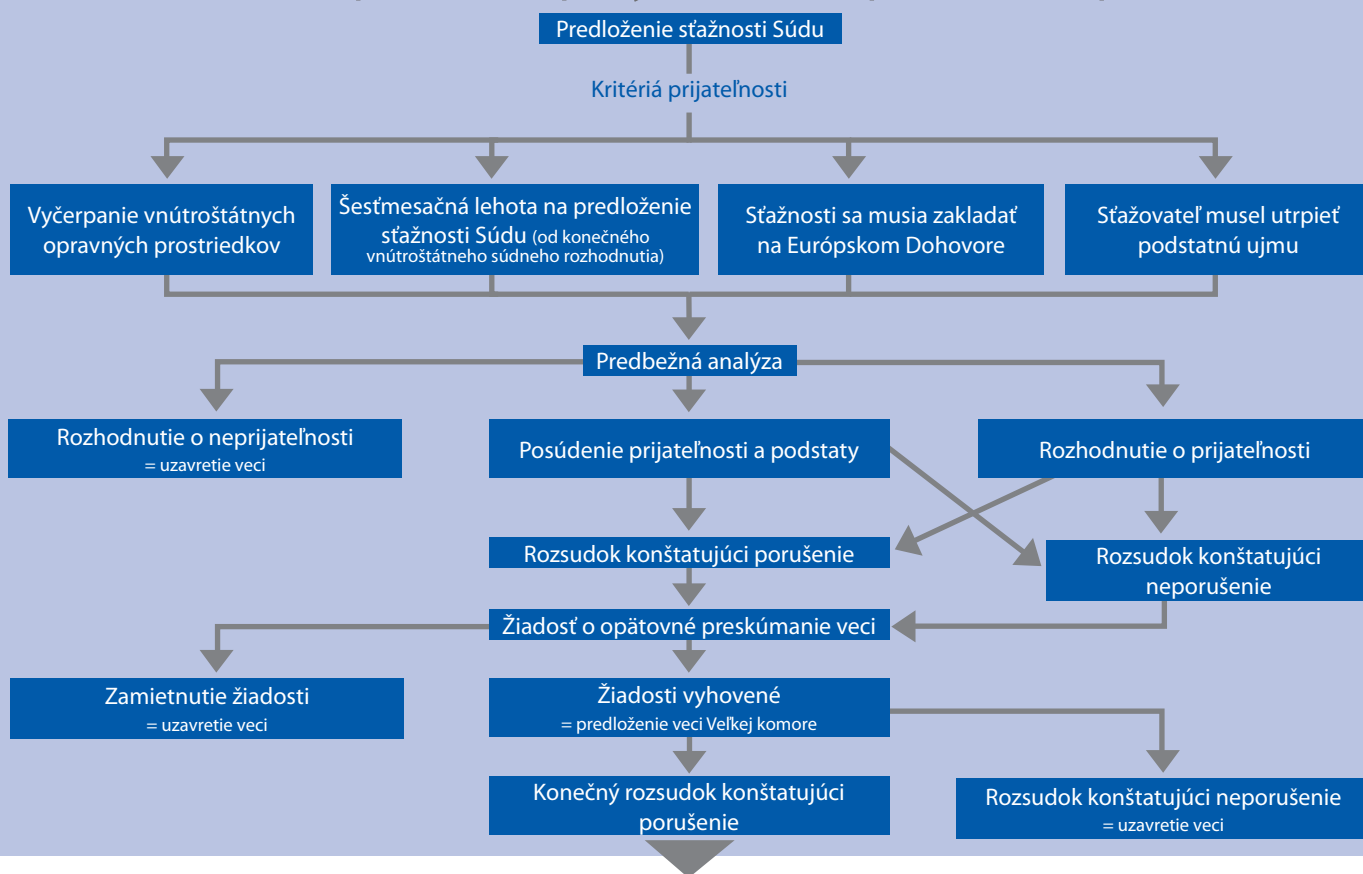 Predloženie sťažnosti Súdu
Kritériá prijateľnosti
Vyčerpanie vnútroštátnych
opravných prostriedkov
Šesťmesačná lehota na predloženie
sťažnosti Súdu (od konečného
vnútroštátneho súdneho rozhodnutia)
Sťažnosti sa musia zakladať
na Európskom Dohovore
Sťažovateľ musel utrpieť
podstatnú ujmu
Predbežná analýza
Rozhodnutie o neprijateľnosti
= uzavretie veci
Posúdenie prijateľnosti a podstaty
Rozhodnutie o prijateľnosti
Rozsudok konštatujúci porušenie
Rozsudok konštatujúci
neporušenie
Žiadosť o opätovné preskúmanie veci
Zamietnutie žiadosti
= uzavretie veci
Žiadosti vyhovené
= predloženie veci Veľkej komore
Konečný rozsudok konštatujúci
porušenie
Rozsudok konštatujúci neporušenie
= uzavretie veci